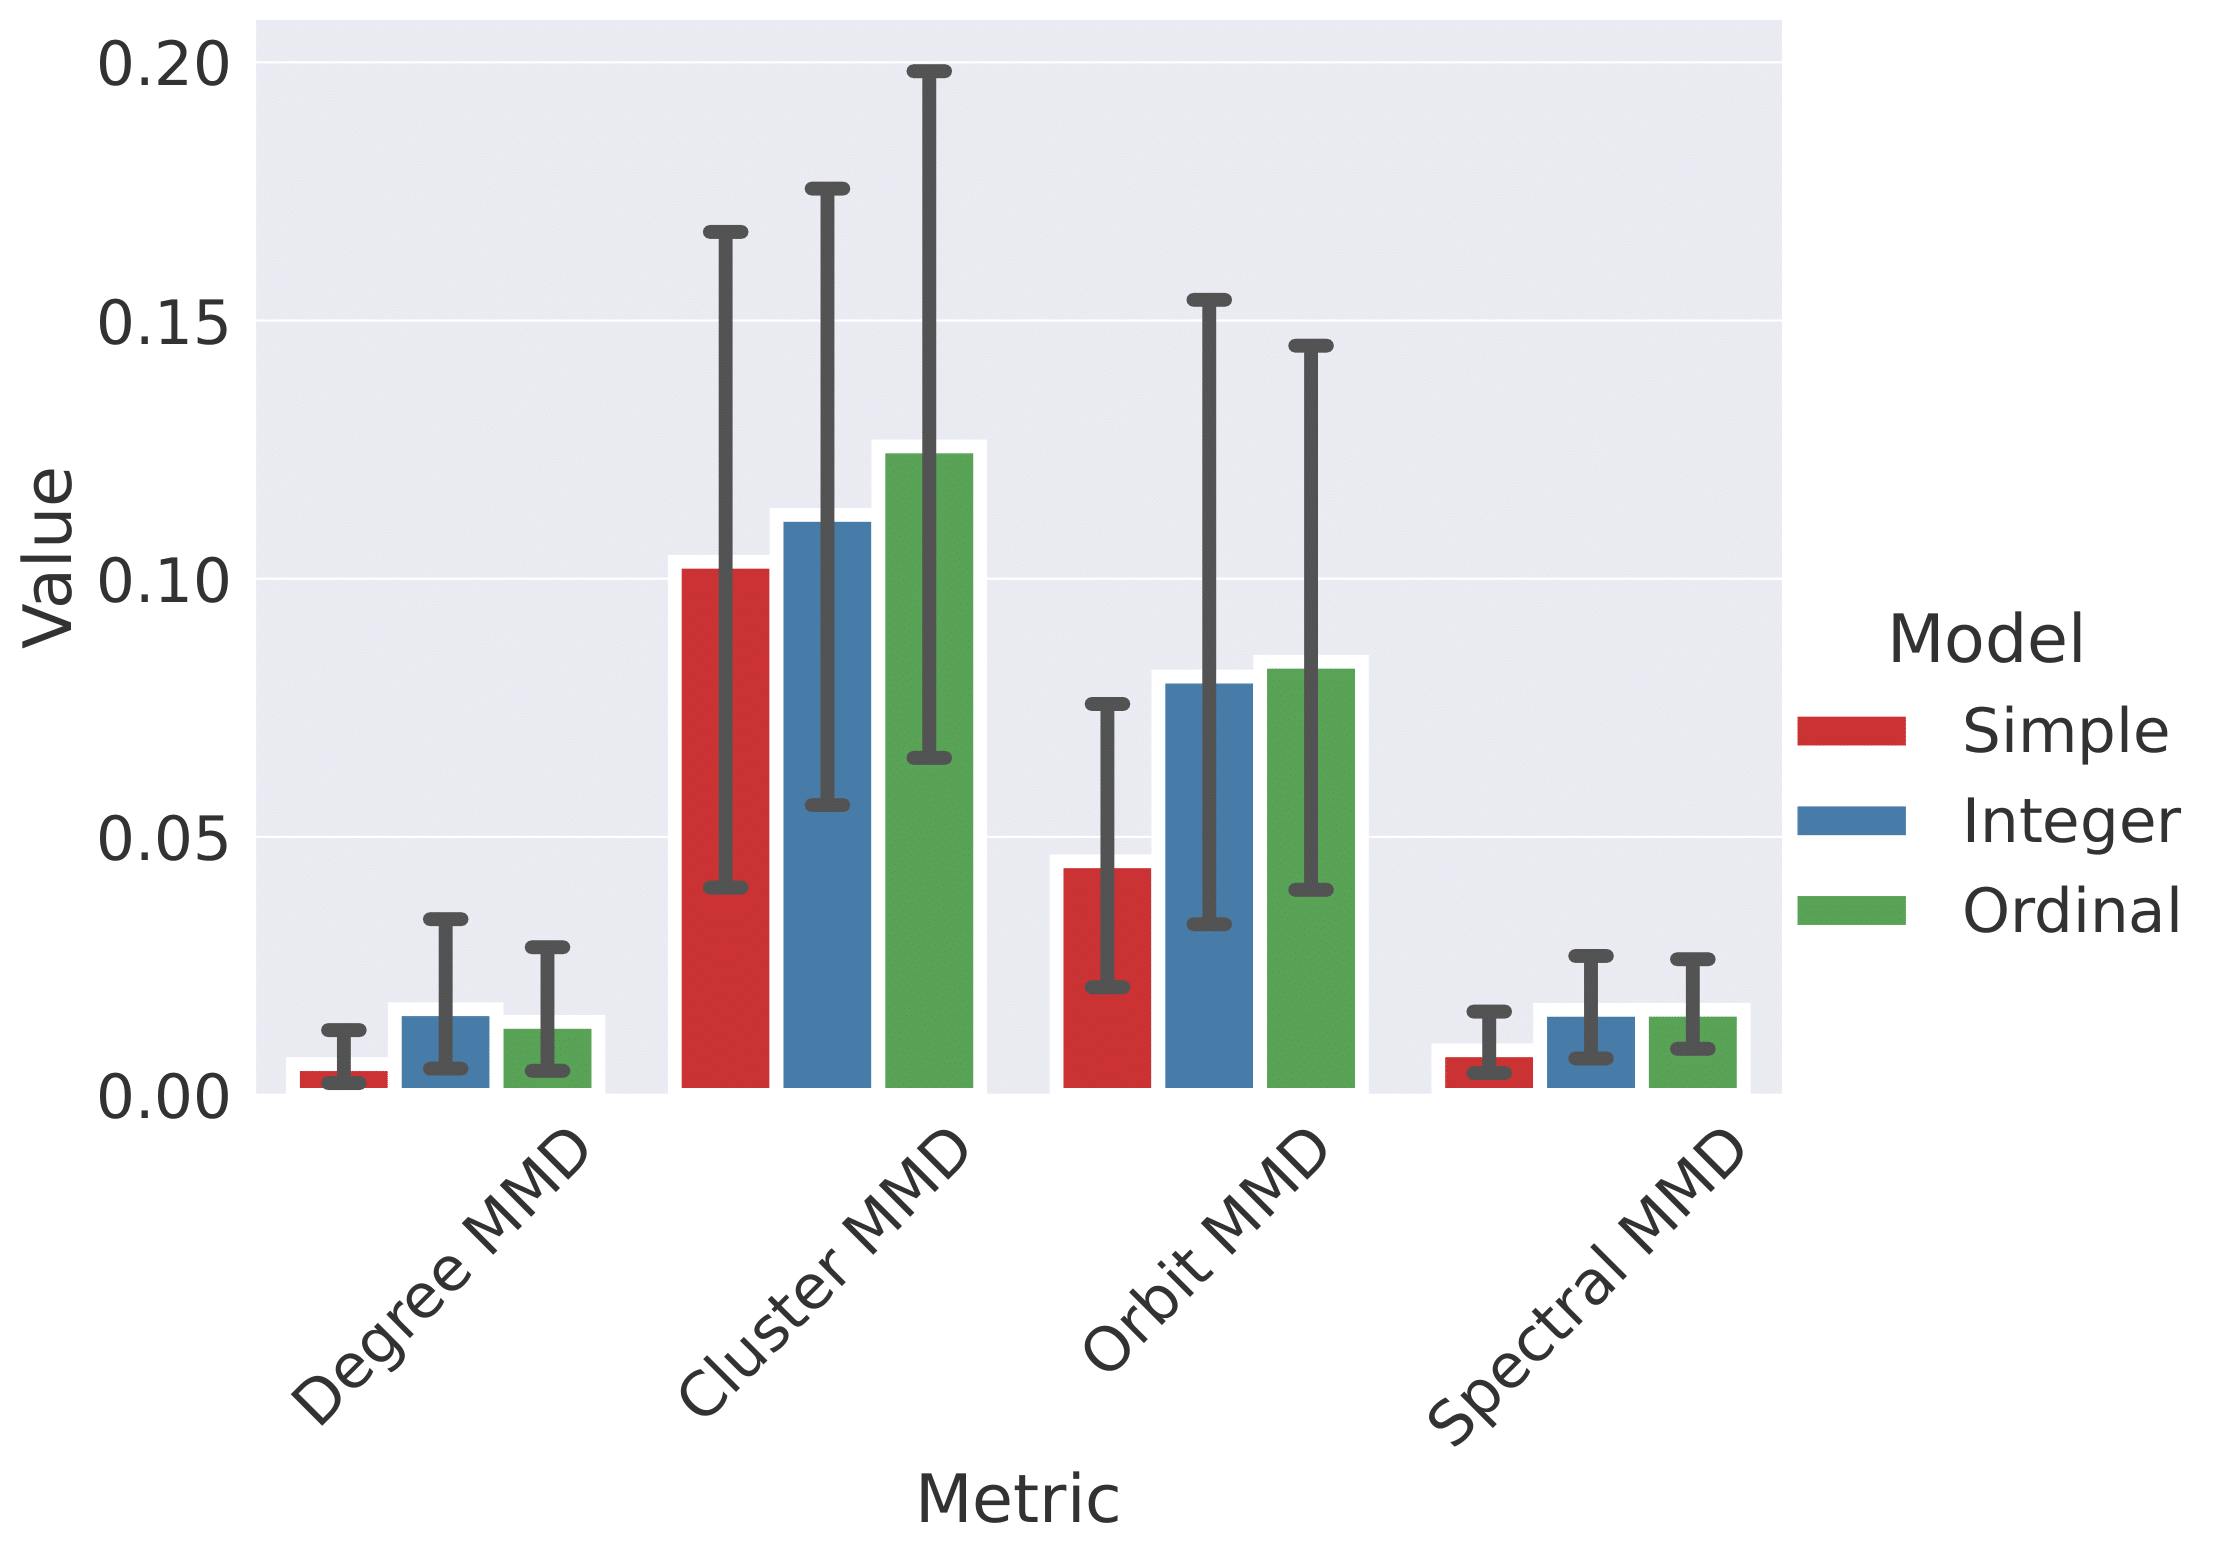 0.20
0.15
0.10
0.05
0.00
Value
Degree MMD
Cluster MMD
Orbit MMD
Spectral MMD
Metric
Model
Simple
Integer
Ordinal